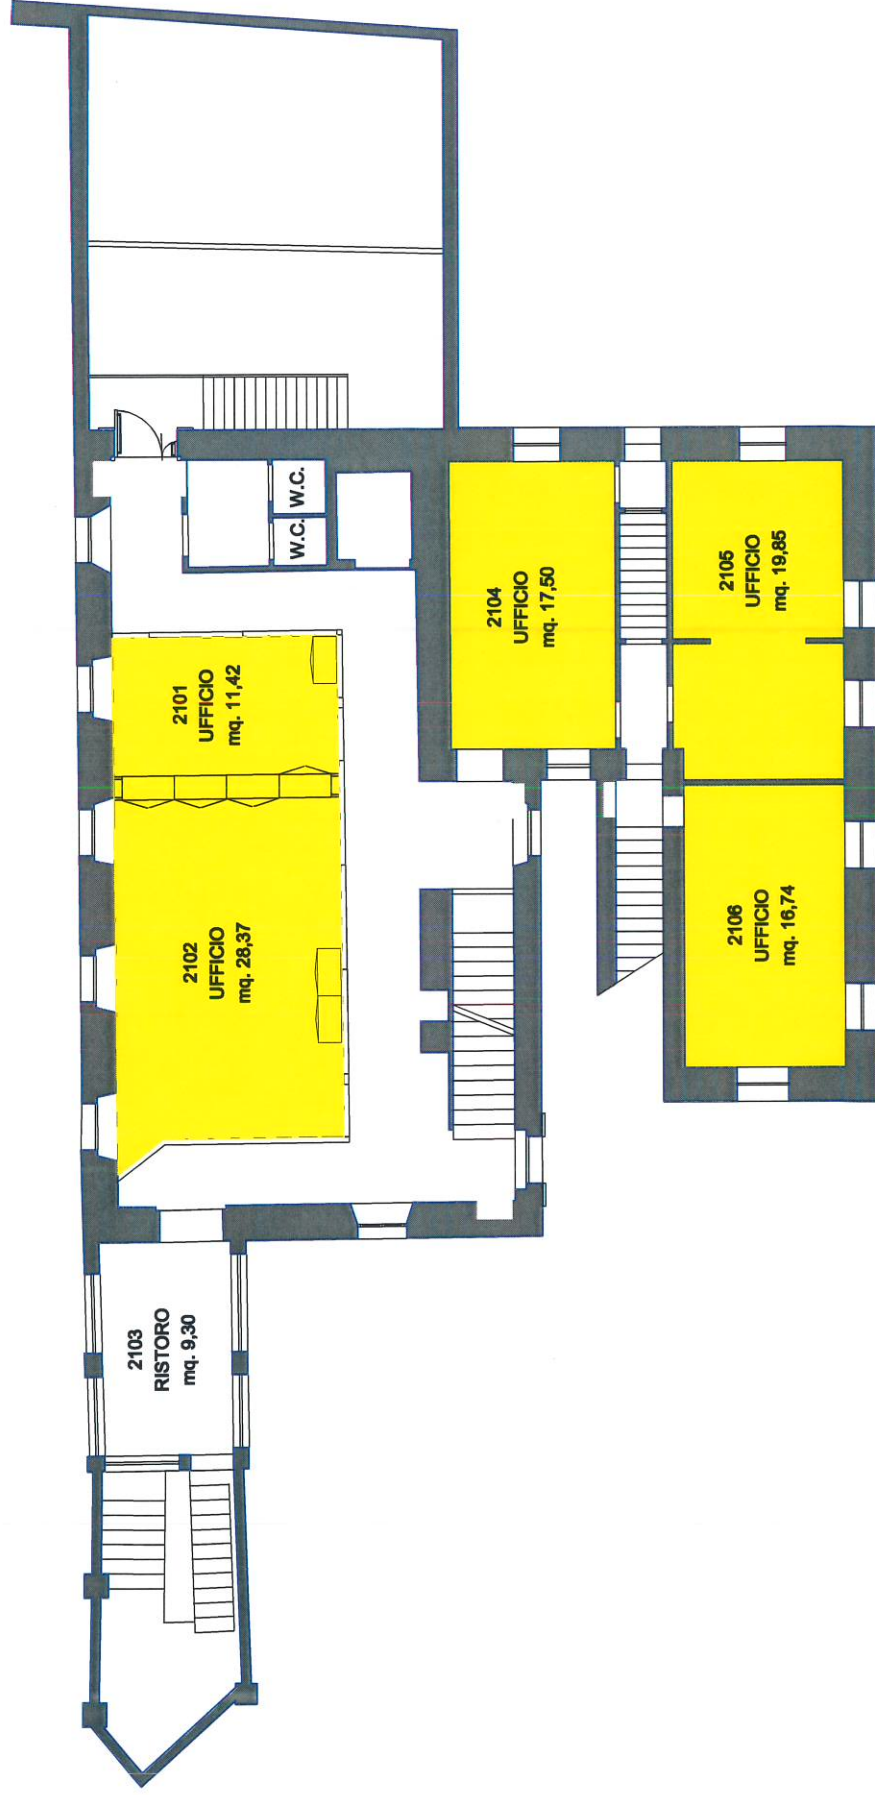 W.C.
W.C.
2101
UFFICIO
mq. 11,42
2102
UFFICIO
mq. 28,37
2103
RISTORO
mq. 9,30
2104
UFFICIO
mq. 17,50
2105
UFFICIO
mq. 19,85
2106
UFFICIO
mq. 16,74